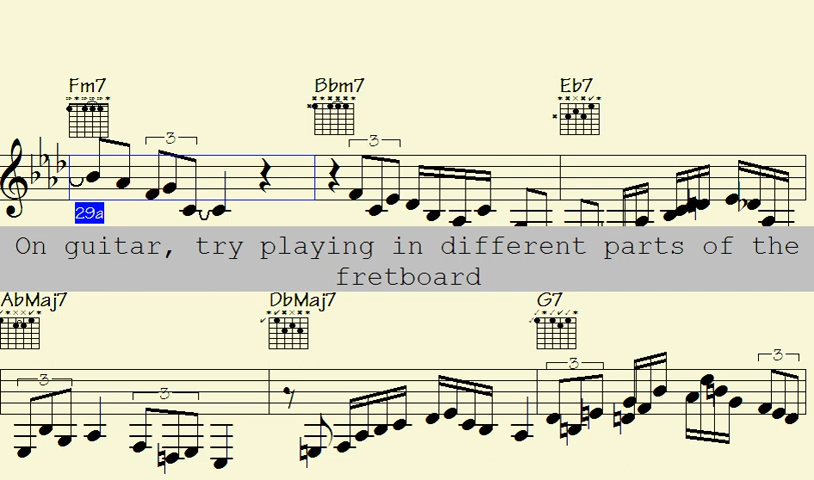 Fm7 Bbm7 Eb7
3 3
29a
On guitar, try playing in different parts of the
fretboard
AbMaj7 DbMaj7 G7
3 3 3 3